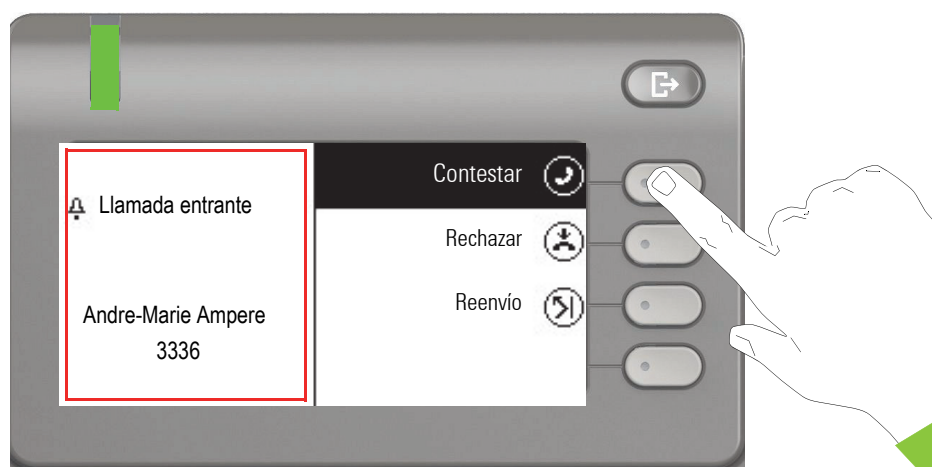 Llamada entrante
Andre-Marie Ampere
3336
Contestar
Rechazar
Reenvío